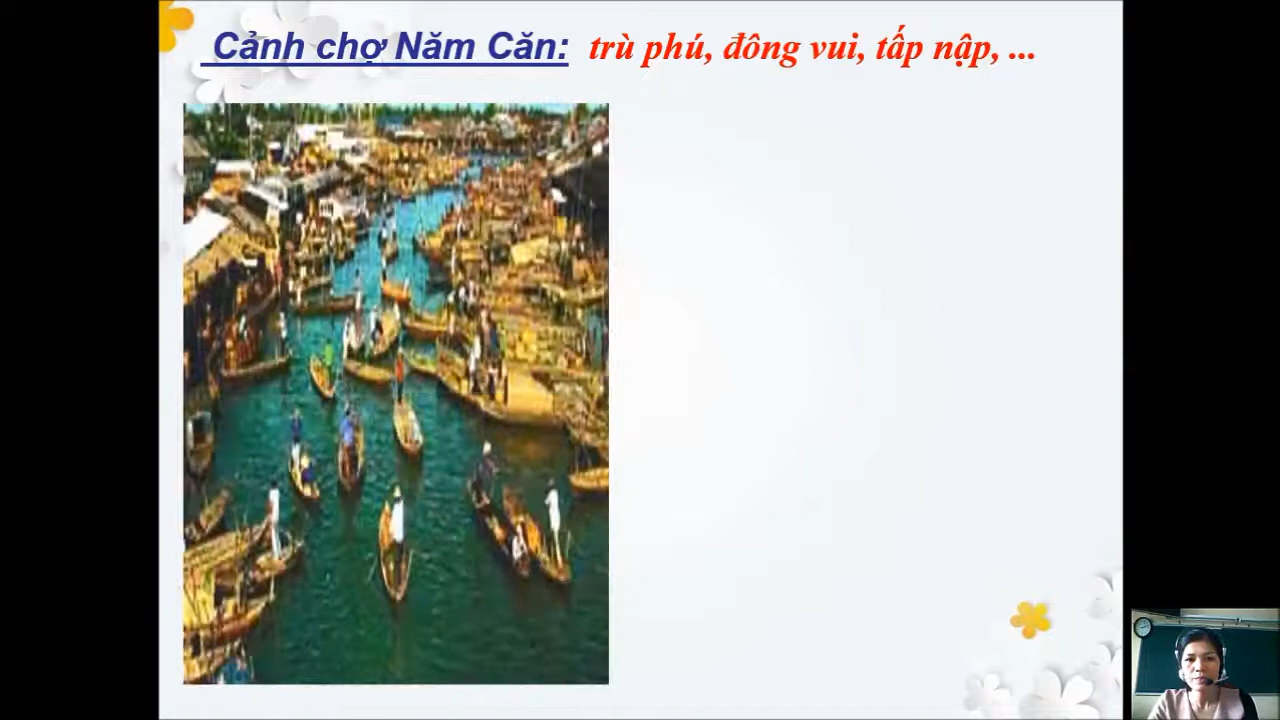 Cảnh chợ Năm Căn: trù phú, đông vui, tấp nập, ...